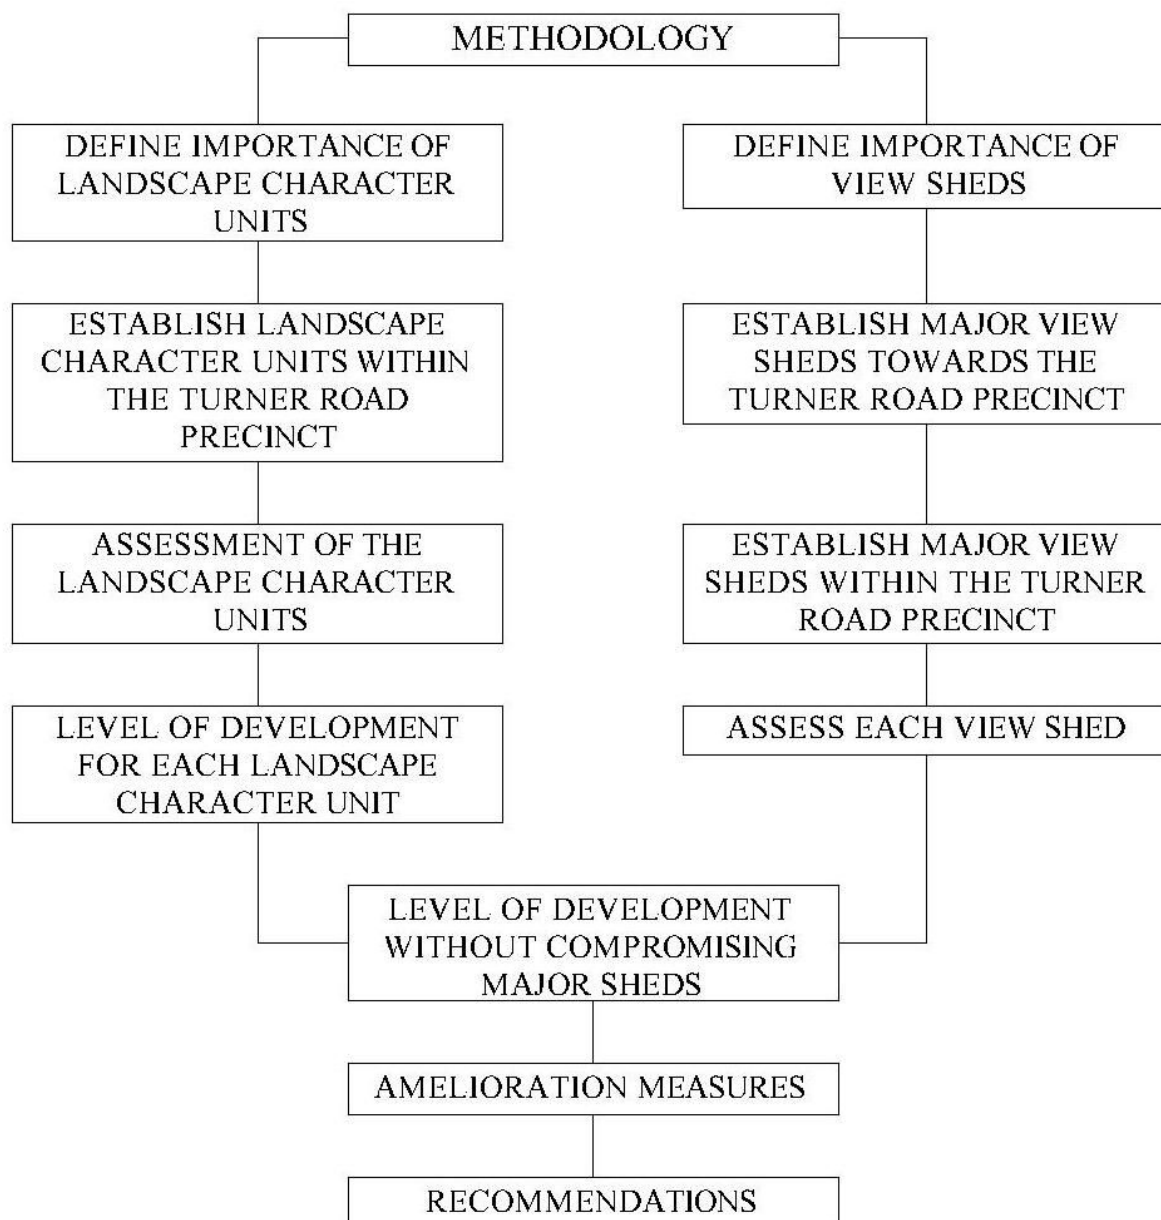 METHODOLOGY
DEFINE IMPORTANCE OF
LANDSCAPE CHARACTER
UNITS
ESTABLISH LANDSCAPE
CHARACTER UNITS WITHIN
THE TURNER ROAD
PRECINCT
ASSESSMENT OF THE
LANDSCAPE CHARACTER
UNITS
LEVEL OF DEVELOPMENT
FOR EACH LANDSCAPE
CHARACTER UNIT
DEFINE IMPORTANCE OF
VIEW SHEDS
ESTABLISH MAJOR VIEW
SHEDS TOWARDS THE
TURNER ROAD PRECINCT
ESTABLISH MAJOR VIEW
SHEDS WITHIN THE TURNER
ROAD PRECINCT
ASSESS EACH VIEW SHED
LEVEL OF DEVELOPMENT
WITHOUT COMPROMISING
MAJOR SHEDS
AMELIORATION MEASURES
RECOMMENDATIONS